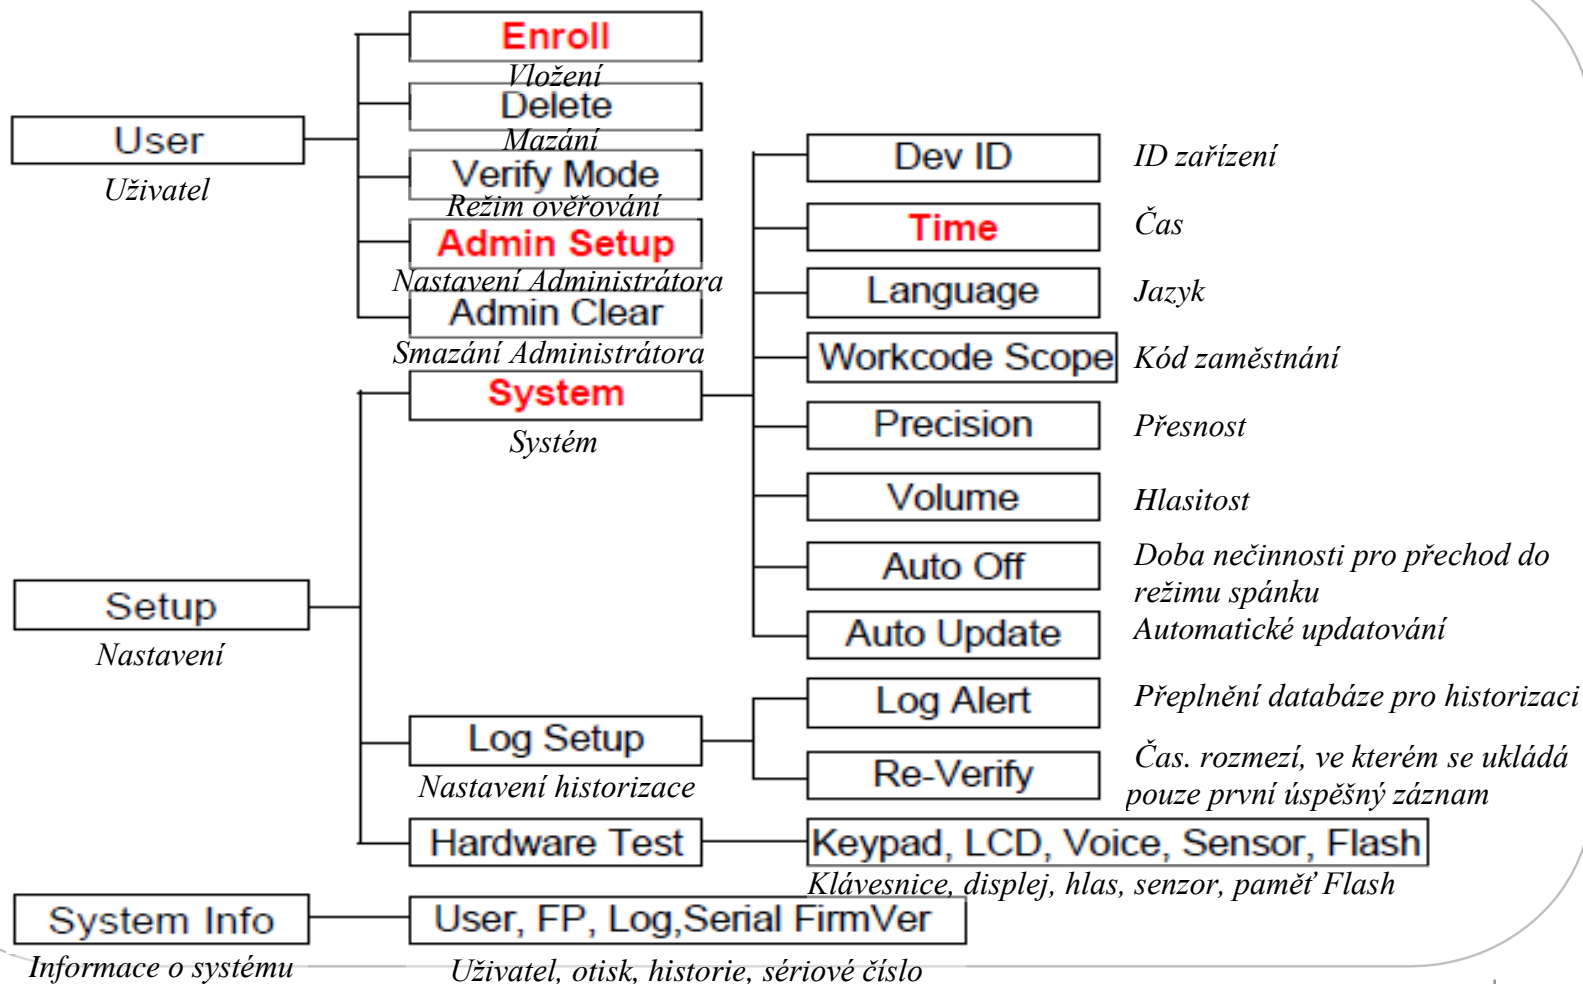 Enroll
Vložení
Delete
Mazání
User
Uživatel
Verify Mode
Režim ověřování
Admin Setup
Nastavení Administrátora
Admin Clear
Smazání Administrátora
Dev ID
ID zařízení
Time
Čas
Language
Jazyk
Workcode Scope
Kód zaměstnání
System
Systém
Precision
Přesnost
Volume
Hlasitost
Auto Off
Doba nečinnosti pro přechod do
režimu spánku
Auto Update
Automatické updatování
Setup
Nastavení
Log Setup
Nastavení historizace
Log Alert
Přeplnění databáze pro historizaci
Re-Verify
Čas. rozmezí, ve kterém se ukládá
pouze první úspěšný záznam
Hardware Test
Keypad, LCD, Voice, Sensor, Flash
Klávesnice, displej, hlas, senzor, paměť Flash
System Info
Informace o systému
User, FP, Log,Serial FirmVer
Uživatel, otisk, historie, sériové číslo